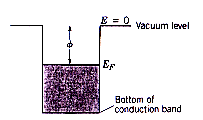 E = 0
Vacuum level
ϕ
E_F
Bottom of
conduction band